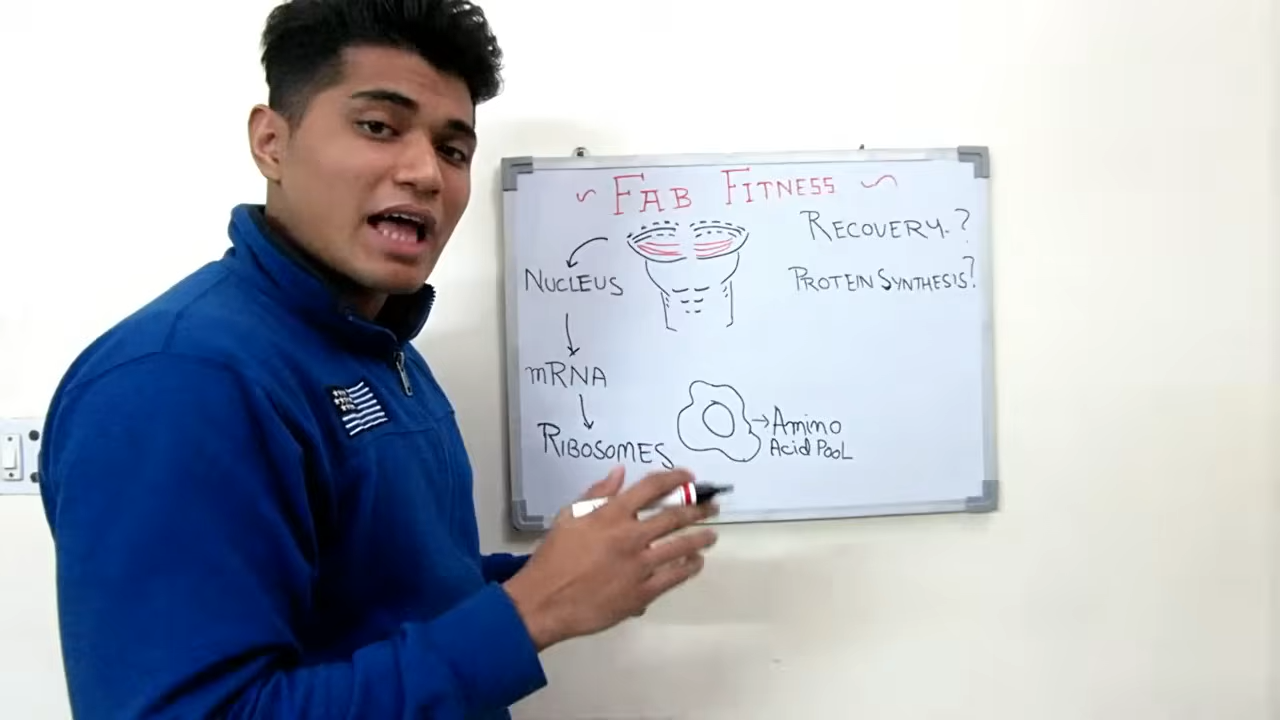 ~ FAB FITNESS ~
RECOVERY.?
PROTEIN SYNTHESIS?
NUCLEUS
mRNA
RIBOSOMES
Amino
Acid PooL